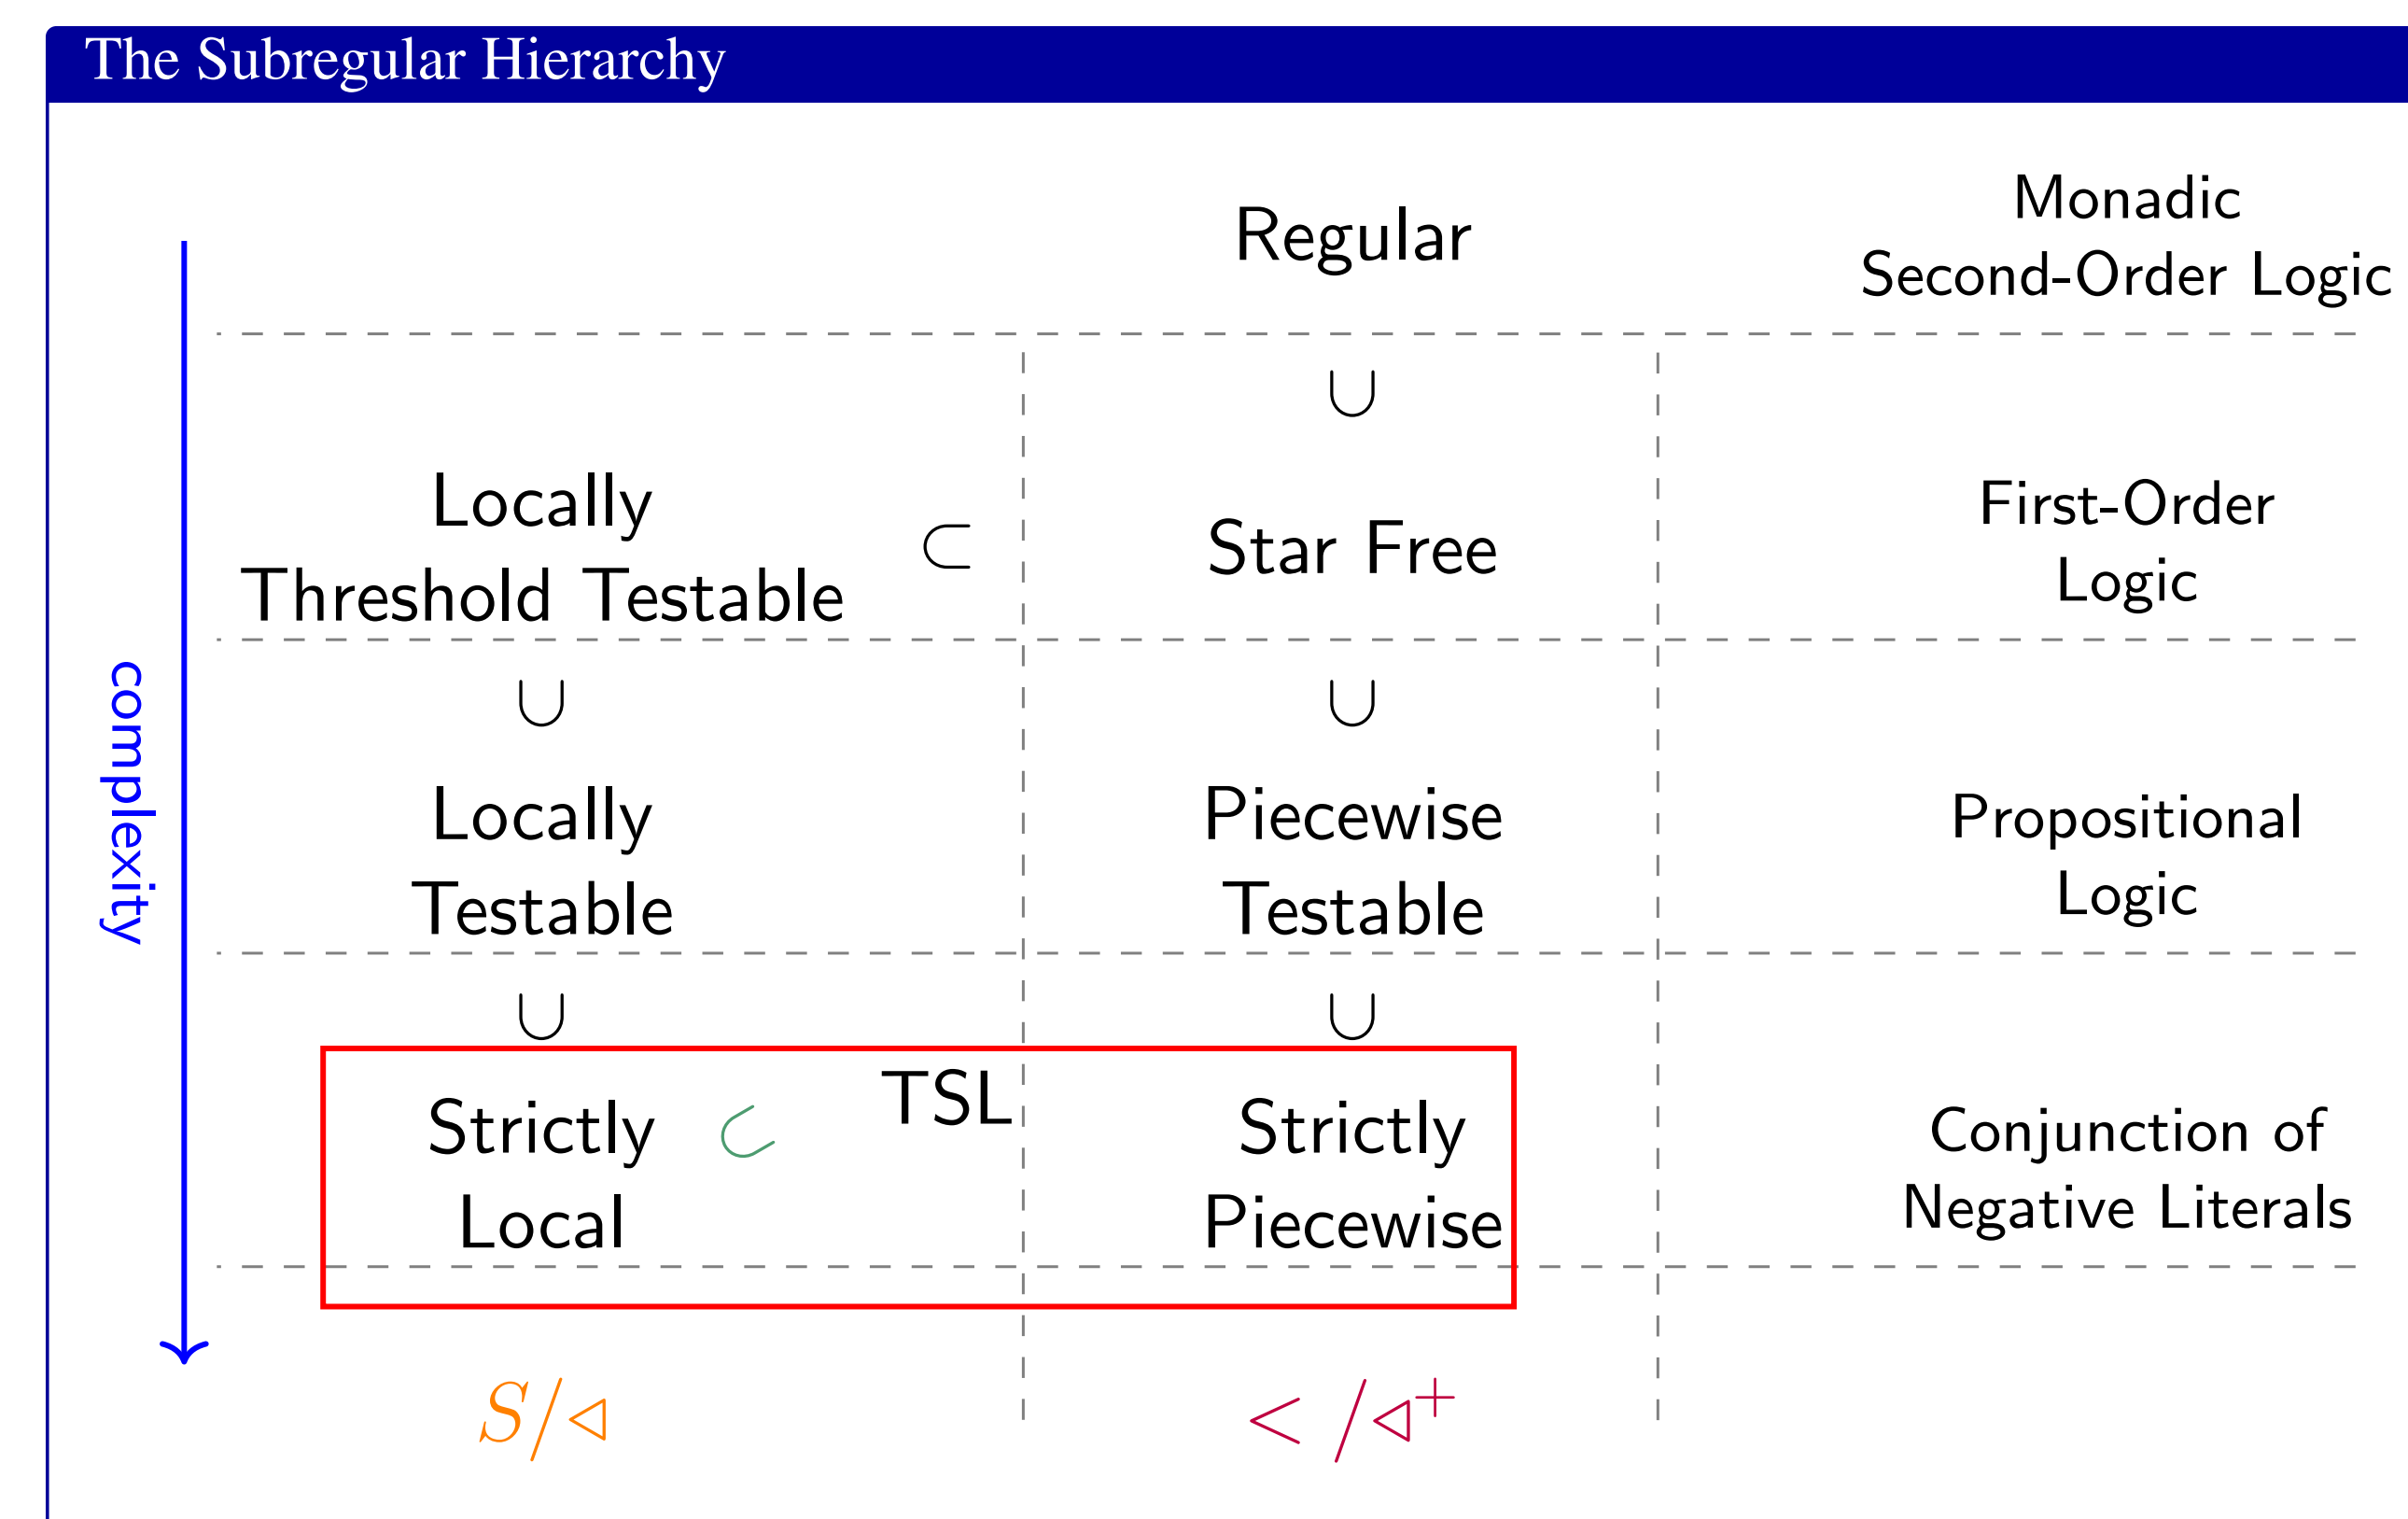 The Subregular Hierarchy
Regular
Monadic
Second-Order Logic
∪
Locally
Threshold Testable
⊂
Star Free
First-Order
Logic
∪ ∪
complexity
Locally
Testable
Piecewise
Testable
Propositional
Logic
∪ ∪
Strictly
Local
⊂
TSL
Strictly
Piecewise
Conjunction of
Negative Literals
S/◁
< /◁⁺